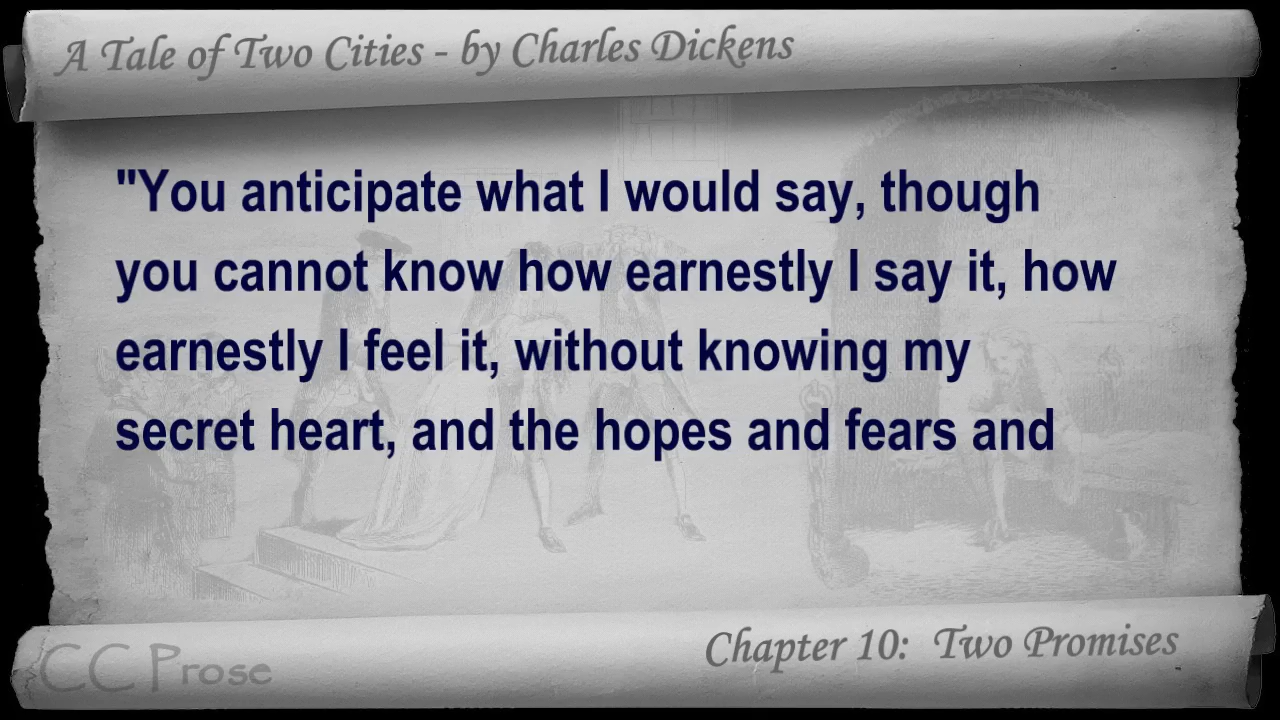 A Tale of Two Cities - by Charles Dickens
"You anticipate what I would say, though
you cannot know how earnestly I say it, how
earnestly I feel it, without knowing my
secret heart, and the hopes and fears and
Chapter 10: Two Promises
CC Prose